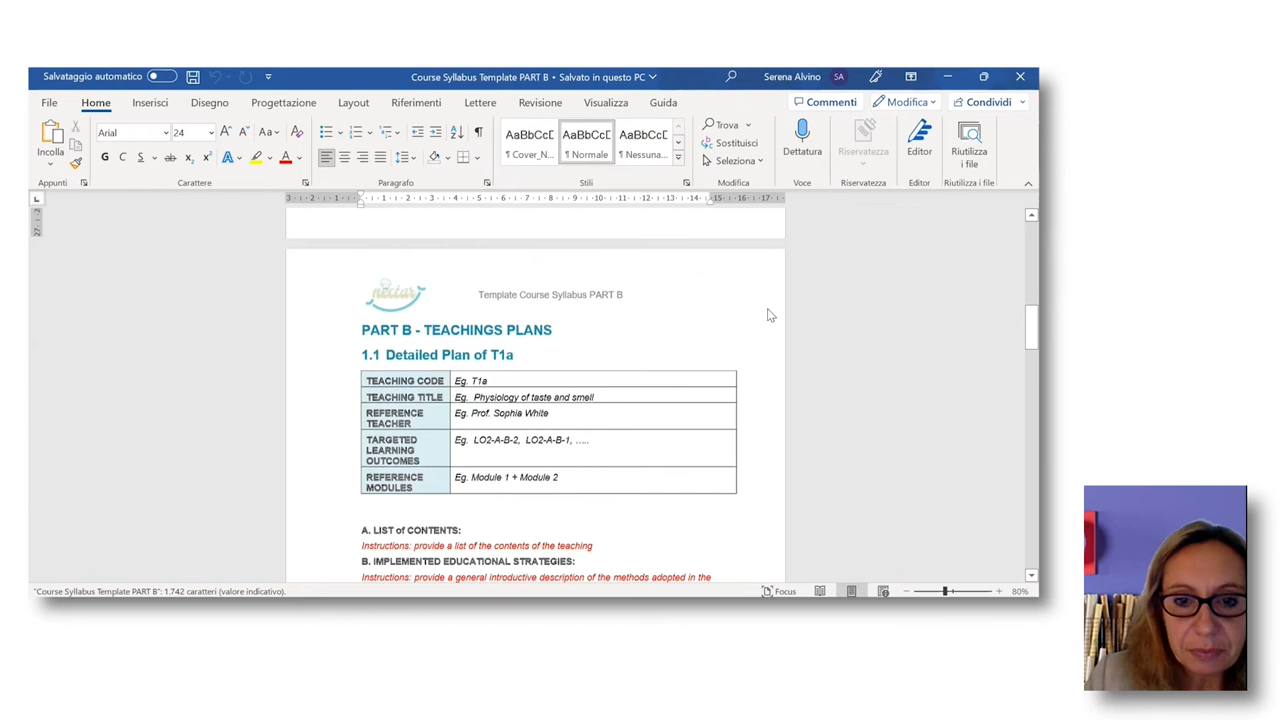 Salvataggio automatico
Course Syllabus Template PART B • Salvato in questo PC
Serena Alvino SA
File Home Inserisci Disegno Progettazione Layout Riferimenti Lettere Revisione Visualizza Guida
Commenti Modifica Condividi
Incolla
Arial 24
AaBbCcD AaBbCcD AaBbCcD
Cover_N... ¶ Normale ¶ Nessuna...
Trova
Sostituisci
Seleziona
Dettatura
Riservatezza
Editor
Riutilizza
i file
Appunti Carattere Paragrafo Stili Modifica Voce Riservatezza Editor Riutilizza i file
nectar
Template Course Syllabus PART B
PART B - TEACHINGS PLANS
1.1 Detailed Plan of T1a
TEACHING CODE Eg. T1a
TEACHING TITLE Eg. Physiology of taste and smell
REFERENCE TEACHER Eg. Prof. Sophia White
TARGETED LEARNING OUTCOMES Eg. LO2-A-B-2, LO2-A-B-1, .....
REFERENCE MODULES Eg. Module 1 + Module 2
A. LIST of CONTENTS:
Instructions: provide a list of the contents of the teaching
B. IMPLEMENTED EDUCATIONAL STRATEGIES:
Instructions: provide a general introductive description of the methods adopted in the
"Course Syllabus Template PART B": 1.742 caratteri (valore indicativo).
Focus
80%